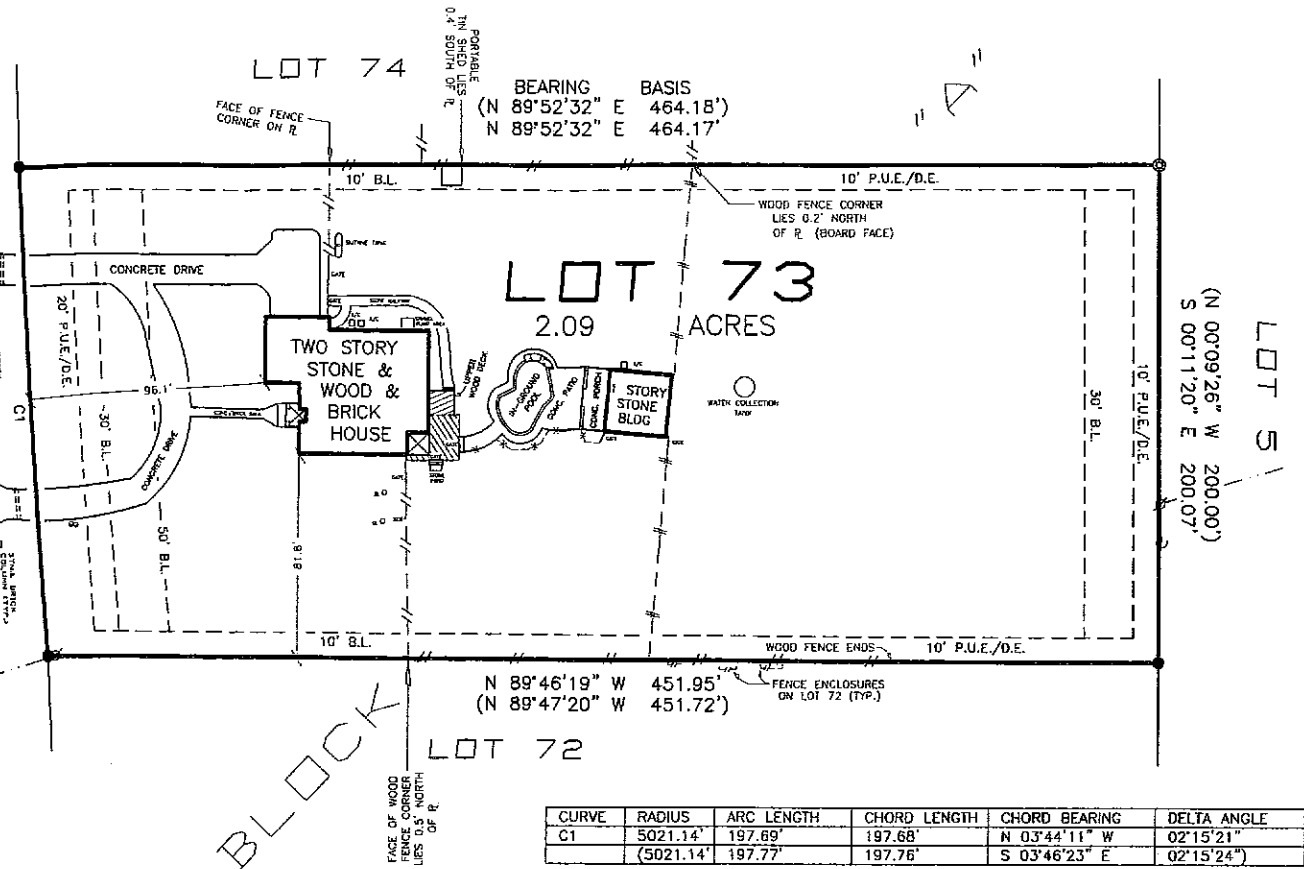 LOT 74
PORTABLE
TIN SHED LIES
0.4' SOUTH OF ℞
FACE OF FENCE
CORNER ON ℞
BEARING BASIS
(N 89°52'32" E 464.18')
N 89°52'32" E 464.17'
10' B.L.
10' P.U.E./D.E.
WOOD FENCE CORNER
LIES 0.2' NORTH
OF ℞ (BOARD FACE)
CONCRETE DRIVE
GATE
GATE
A/C
A/C
LOT 73
2.09 ACRES
TWO STORY
STONE &
WOOD &
BRICK
HOUSE
UPPER
WOOD DECK
IN-GROUND
POOL
CONC. PATIO
CONC. PORCH
A/C
1 STORY
STONE
BLDG
GATE
WATER COLLECTION
TANK
20' P.U.E./D.E.
96.1'
C1
30' B.L.
CONCRETE DRIVE
50' B.L.
81.8'
GATE
GATE
30' B.L.
10' P.U.E./D.E.
(N 00°09'26" W 200.00')
S 00°11'20" E 200.07'
LOT 5
10' B.L.
WOOD FENCE ENDS
10' P.U.E./D.E.
N 89°46'19" W 451.95'
(N 89°47'20" W 451.72')
FENCE ENCLOSURES
ON LOT 72 (TYP.)
BLOCK
LOT 72
FACE OF WOOD
FENCE CORNER
LIES 0.5' NORTH
OF ℞
CURVE RADIUS ARC LENGTH CHORD LENGTH CHORD BEARING DELTA ANGLE
C1 5021.14' 197.69' 197.68' N 03°44'11" W 02°15'21"
(5021.14' 197.77' 197.76' S 03°46'23" E 02°15'24")